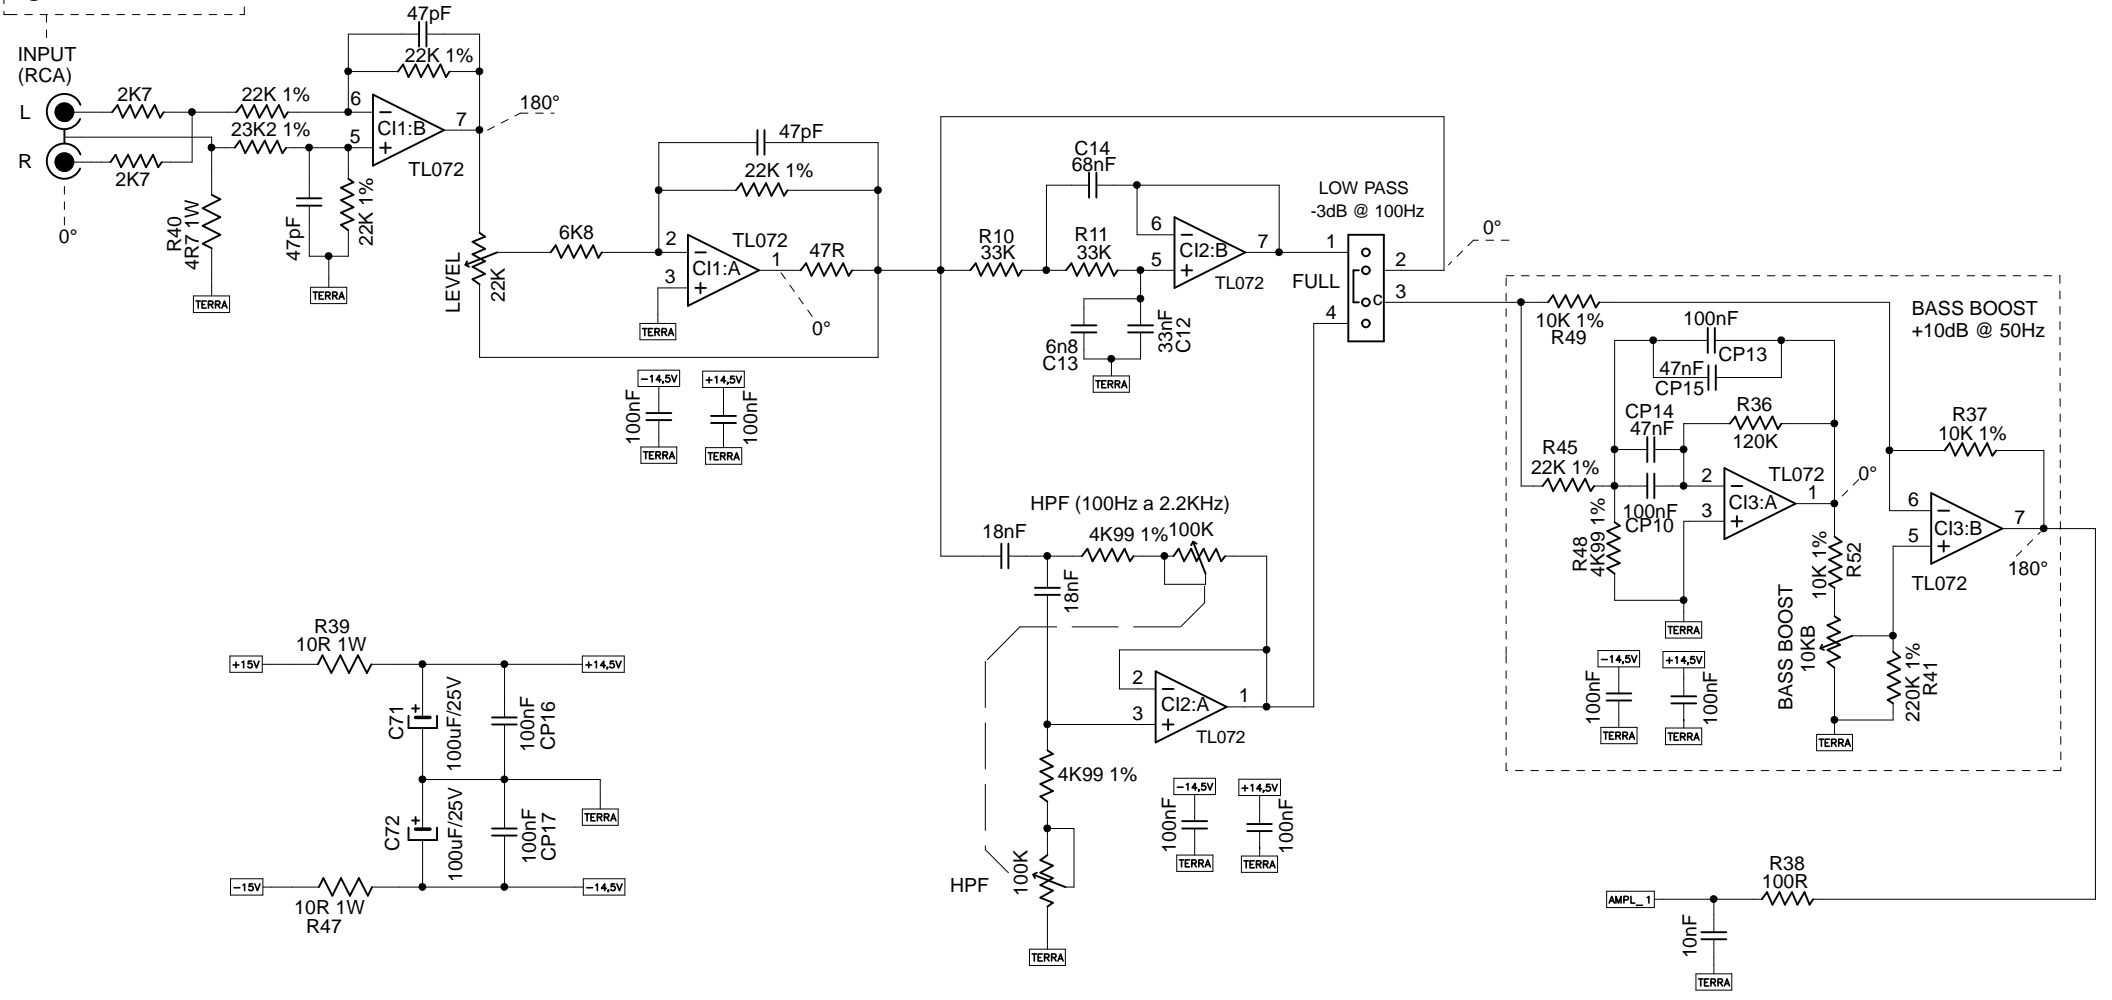 INPUT
(RCA)
L
R
0°
2K7
2K7
22K 1%
23K2 1%
R40
4R7 1W
TERRA
47pF
22K 1%
TERRA
47pF
22K 1%
6
5
7
CI1:B
TL072
180°
LEVEL
22K
6K8
47pF
22K 1%
2
3
1
CI1:A
TL072
TERRA
47R
0°
-14,5V
100nF
TERRA
+14,5V
100nF
TERRA
R10
33K
R11
33K
C14
68nF
6
5
7
CI2:B
TL072
6n8
C13
33nF
C12
TERRA
LOW PASS
-3dB @ 100Hz
FULL
1
2
3
4
C
0°
HPF (100Hz a 2.2KHz)
18nF
4K99 1%
100K
18nF
2
3
1
CI2:A
TL072
4K99 1%
HPF
100K
TERRA
-14,5V
100nF
TERRA
+14,5V
100nF
TERRA
BASS BOOST
+10dB @ 50Hz
10K 1%
R49
100nF
CP13
47nF
CP15
CP14
47nF
R36
120K
R45
22K 1%
100nF
CP10
R48
4K99 1%
2
3
1
CI3:A
TL072
0°
TERRA
10K 1%
R52
BASS BOOST
10KB
220K 1%
R41
TERRA
R37
10K 1%
6
5
7
CI3:B
TL072
180°
-14,5V
100nF
TERRA
+14,5V
100nF
TERRA
R39
10R 1W
+15V
+14,5V
C71
100uF/25V
100nF
CP16
TERRA
C72
100uF/25V
100nF
CP17
-15V
10R 1W
R47
-14,5V
R38
100R
AMPL_1
10nF
TERRA